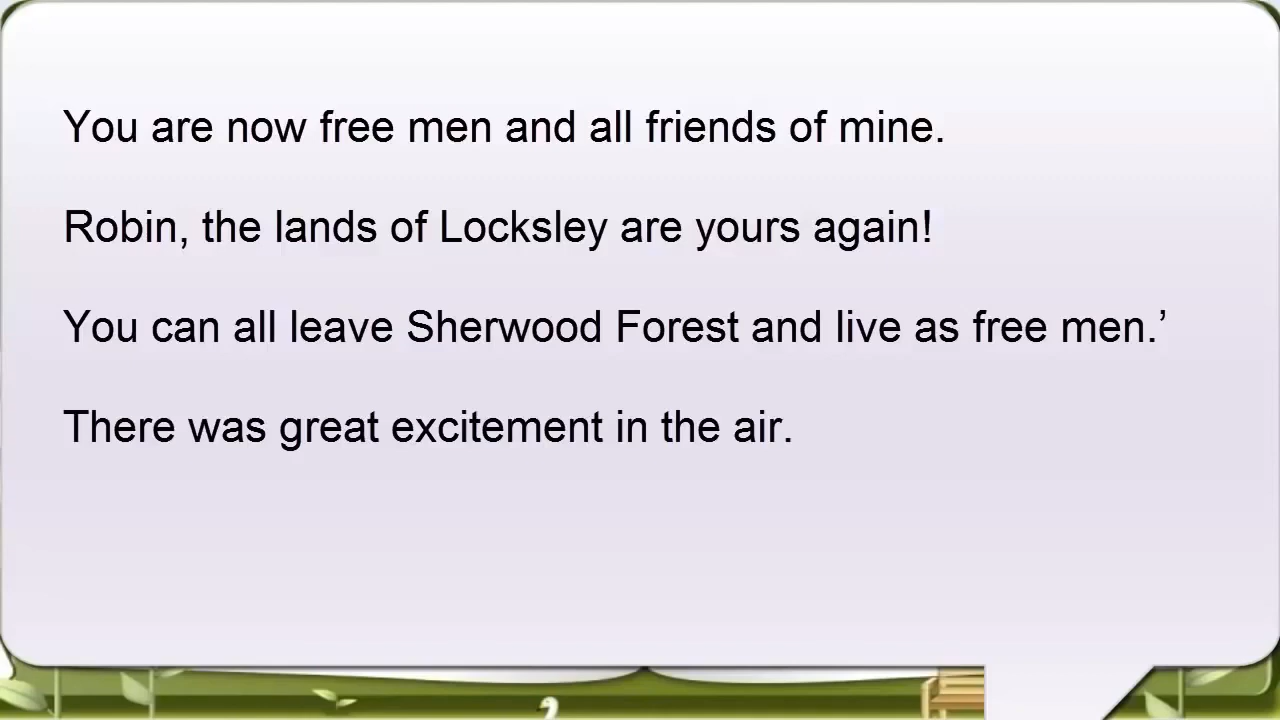 You are now free men and all friends of mine.
Robin, the lands of Locksley are yours again!
You can all leave Sherwood Forest and live as free men.’
There was great excitement in the air.